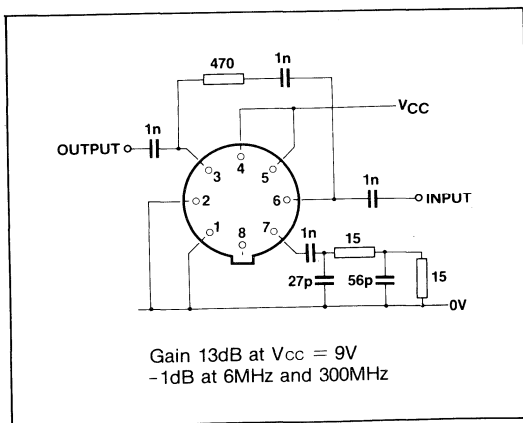 470
1n
VCC
1n
OUTPUT
4
3
5
2
6
1n
INPUT
1
8
7
1n
15
27p
56p
15
0V
Gain 13dB at Vcc = 9V
-1dB at 6MHz and 300MHz